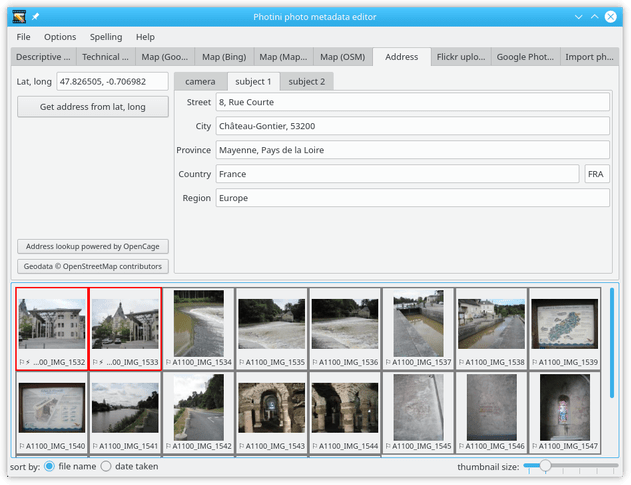 Photini photo metadata editor
File Options Spelling Help
Descriptive ... Technical ... Map (Goo... Map (Bing) Map (Map... Map (OSM) Address Flickr uplo... Google Phot... Import ph...
Lat, long 47.826505, -0.706982
Get address from lat, long
camera subject 1 subject 2
Street 8, Rue Courte
City Château-Gontier, 53200
Province Mayenne, Pays de la Loire
Country France FRA
Region Europe
Address lookup powered by OpenCage
Geodata © OpenStreetMap contributors
...00_IMG_1532 ...00_IMG_1533 A1100_IMG_1534 A1100_IMG_1535 A1100_IMG_1536 A1100_IMG_1537 A1100_IMG_1538 A1100_IMG_1539
A1100_IMG_1540 A1100_IMG_1541 A1100_IMG_1542 A1100_IMG_1543 A1100_IMG_1544 A1100_IMG_1545 A1100_IMG_1546 A1100_IMG_1547
sort by: file name date taken thumbnail size: